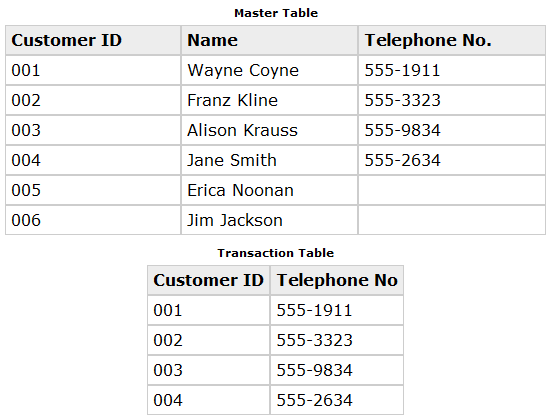 Master Table
Customer ID Name Telephone No.
001 Wayne Coyne 555-1911
002 Franz Kline 555-3323
003 Alison Krauss 555-9834
004 Jane Smith 555-2634
005 Erica Noonan
006 Jim Jackson
Transaction Table
Customer ID Telephone No
001 555-1911
002 555-3323
003 555-9834
004 555-2634